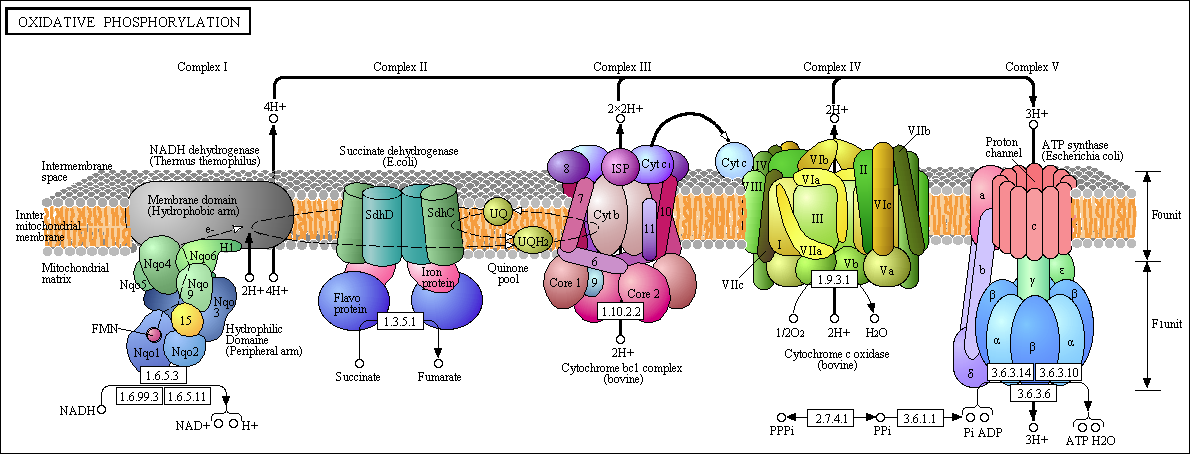 OXIDATIVE PHOSPHORYLATION
Complex I
Complex II
Complex III
Complex IV
Complex V
4H+
2×2H+
2H+
3H+
NADH dehydrogenase
(Thermus themophilus)
Succinate dehydrogenase
(E.coli)
Cyt c
VIIb
Proton
channel
ATP synthase
(Escherichia coli)
Intermembrane
space
Innter
mitochondrial
membrane
Mitochondrial
matrix
Membrane domain
(Hydrophobic arm)
e-
H1
Nqo4
Nqo6
Nqo5
Nqo
9
Nqo
3
15
FMN
Nqo1
Nqo2
2H+
4H+
Hydrophilic
Domaine
(Peripheral arm)
1.6.5.3
1.6.99.3
1.6.5.11
NADH
NAD+
H+
SdhD
SdhC
Iron
protein
Flavo
protein
1.3.5.1
Succinate
Fumarate
UQ
UQH2
Quinone
pool
8
ISP
Cyt c1
7
Cyt b
10
11
6
Core 1
9
Core 2
1.10.2.2
2H+
Cytochrome bc1 complex
(bovine)
IV
VIb
VIa
II
VIII
III
VIc
I
VIIa
Vb
Va
VIIc
1.9.3.1
1/2O2
2H+
H2O
Cytochrome c oxidase
(bovine)
a
c
b
γ
ε
β
β
α
β
α
δ
F0unit
F1unit
3.6.3.14
3.6.3.10
3.6.3.6
PPPi
2.7.4.1
PPi
3.6.1.1
Pi ADP
3H+
ATP H2O